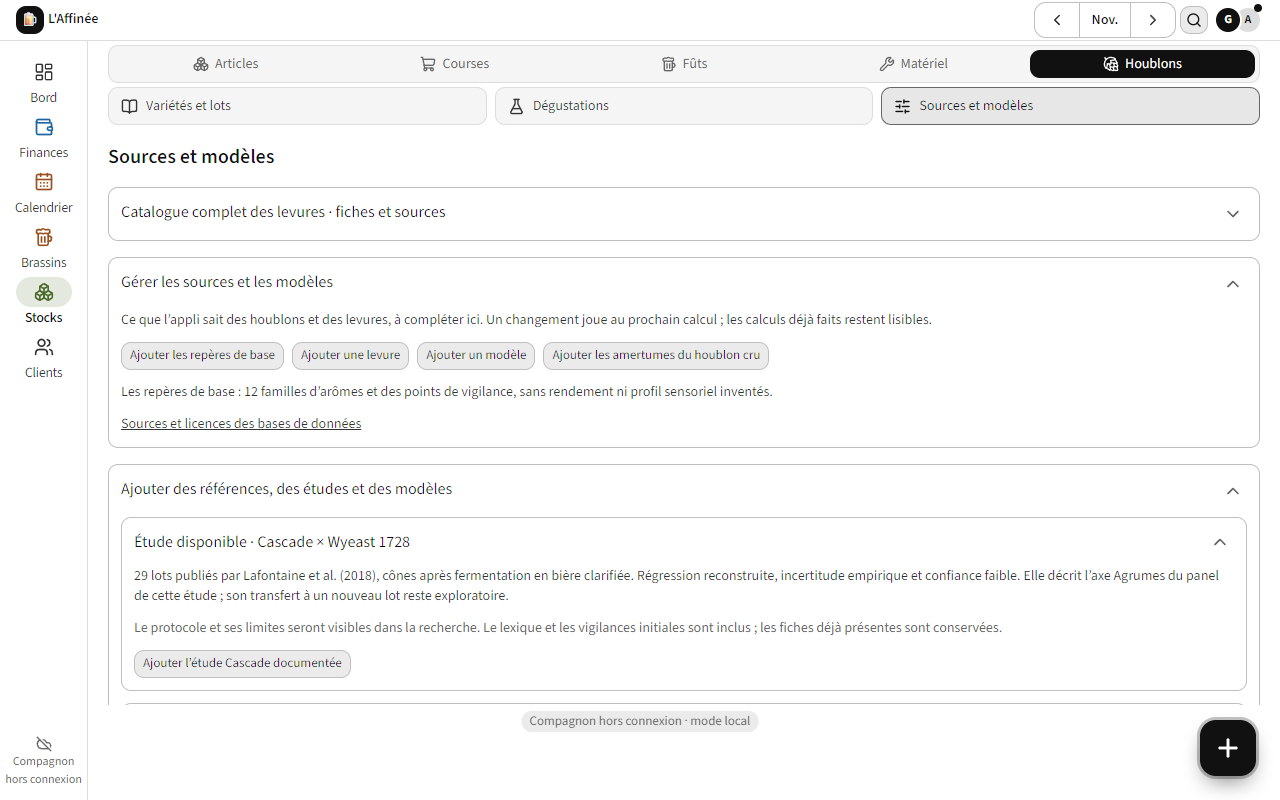 L'Affinée
Nov.
G
A
Bord
Finances
Calendrier
Brassins
Stocks
Clients
Compagnon
hors connexion
Articles
Courses
Fûts
Matériel
Houblons
Variétés et lots
Dégustations
Sources et modèles
Sources et modèles
Catalogue complet des levures · fiches et sources
Gérer les sources et les modèles
Ce que l’appli sait des houblons et des levures, à compléter ici. Un changement joue au prochain calcul ; les calculs déjà faits restent lisibles.
Ajouter les repères de base
Ajouter une levure
Ajouter un modèle
Ajouter les amertumes du houblon cru
Les repères de base : 12 familles d’arômes et des points de vigilance, sans rendement ni profil sensoriel inventés.
Sources et licences des bases de données
Ajouter des références, des études et des modèles
Étude disponible · Cascade × Wyeast 1728
29 lots publiés par Lafontaine et al. (2018), cônes après fermentation en bière clarifiée. Régression reconstruite, incertitude empirique et confiance faible. Elle décrit l’axe Agrumes du panel
de cette étude ; son transfert à un nouveau lot reste exploratoire.
Le protocole et ses limites seront visibles dans la recherche. Le lexique et les vigilances initiales sont inclus ; les fiches déjà présentes sont conservées.
Ajouter l’étude Cascade documentée
Compagnon hors connexion · mode local